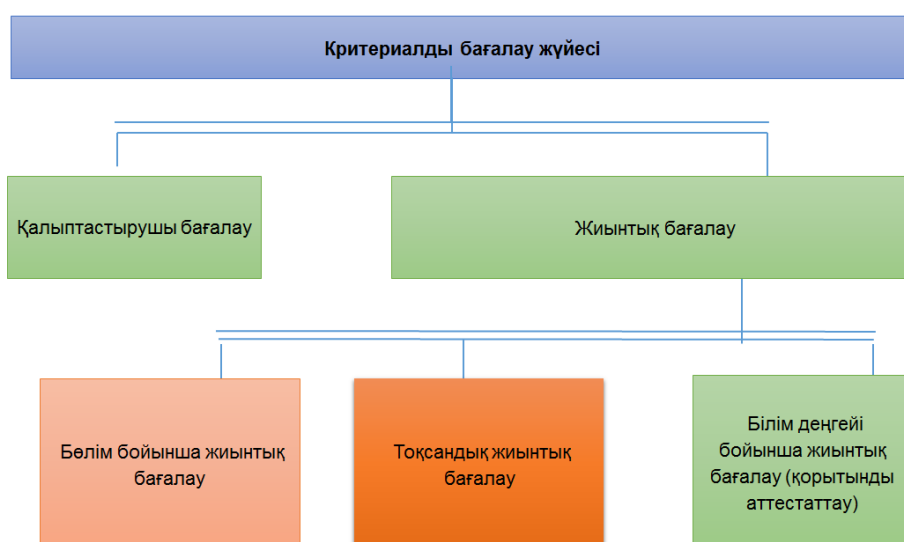 Критериалды бағалау жүйесі
Қалыптастырушы бағалау
Жиынтық бағалау
Бөлім бойынша жиынтық
бағалау
Тоқсандық жиынтық
бағалау
Білім деңгейі
бойынша жиынтық
бағалау (қорытынды
аттестаттау)